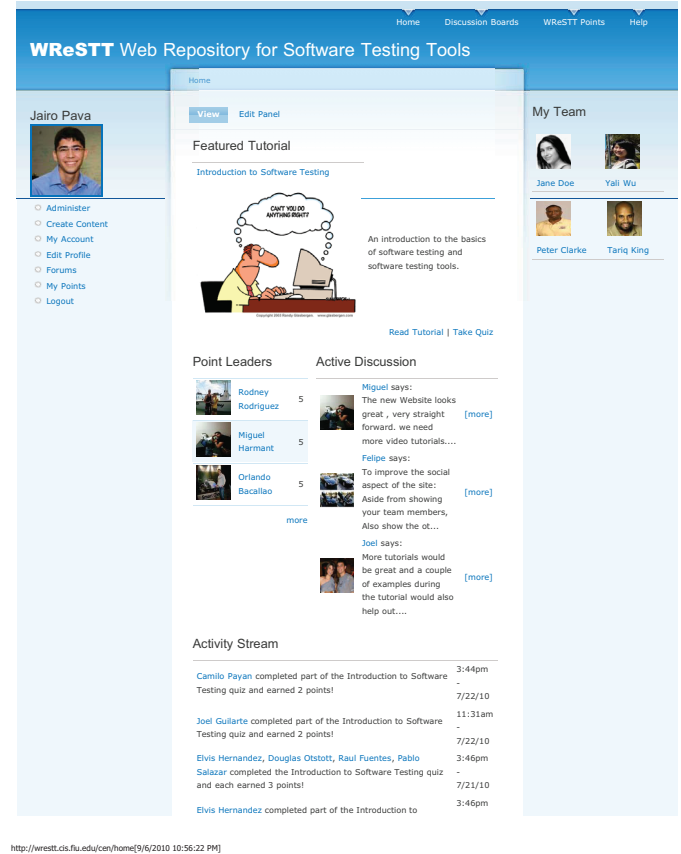 Home Discussion Boards WReSTT Points Help
WReSTT Web Repository for Software Testing Tools
Home
Jairo Pava
Administer
Create Content
My Account
Edit Profile
Forums
My Points
Logout
View Edit Panel
Featured Tutorial
Introduction to Software Testing
CAN'T YOU DO
ANYTHING RIGHT?
An introduction to the basics
of software testing and
software testing tools.
Copyright 2003 Randy Glasbergen. www.glasbergen.com
Read Tutorial | Take Quiz
Point Leaders
Rodney
Rodriguez
5
Miguel
Harmant
5
Orlando
Bacallao
5
more
Active Discussion
Miguel says:
The new Website looks
great , very straight
forward. we need
more video tutorials....
[more]
Felipe says:
To improve the social
aspect of the site:
Aside from showing
your team members,
Also show the ot...
[more]
Joel says:
More tutorials would
be great and a couple
of examples during
the tutorial would also
help out....
[more]
Activity Stream
Camilo Payan completed part of the Introduction to Software
Testing quiz and earned 2 points!
3:44pm
-
7/22/10
Joel Guilarte completed part of the Introduction to Software
Testing quiz and earned 2 points!
11:31am
-
7/22/10
Elvis Hernandez, Douglas Otstott, Raul Fuentes, Pablo
Salazar completed the Introduction to Software Testing quiz
and each earned 3 points!
3:46pm
-
7/21/10
Elvis Hernandez completed part of the Introduction to
3:46pm
My Team
Jane Doe Yali Wu
Peter Clarke Tariq King
http://wrestt.cis.fiu.edu/cen/home[9/6/2010 10:56:22 PM]